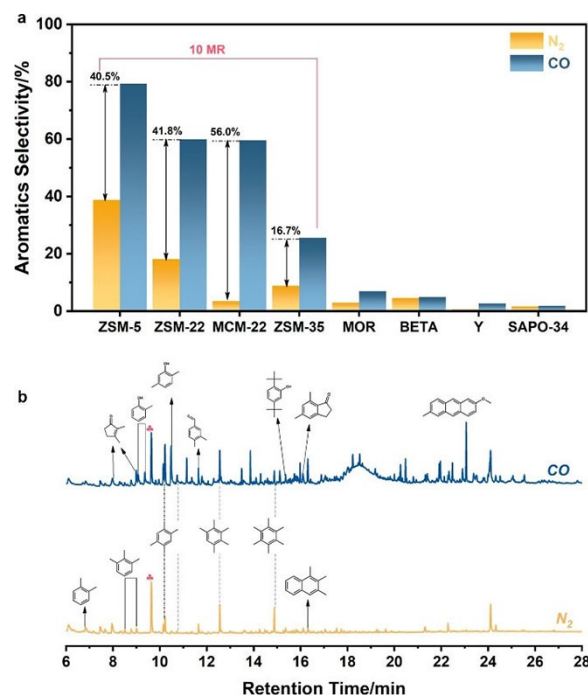 a
100
80
60
40
20
0
Aromatics Selectivity/%
10 MR
N2
CO
40.5%
41.8%
56.0%
16.7%
ZSM-5 ZSM-22 MCM-22 ZSM-35 MOR BETA Y SAPO-34
b
CO
N2
6 8 10 12 14 16 18 20 22 24 26 28
Retention Time/min